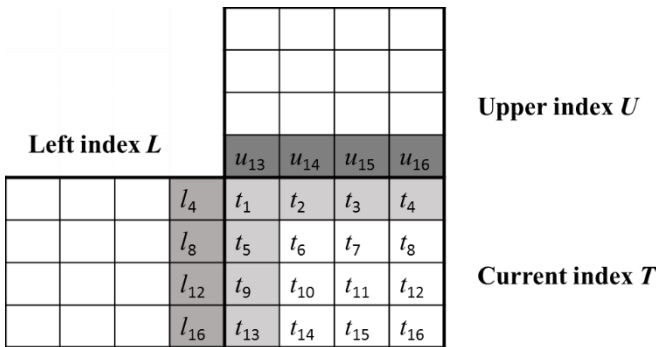 Upper index U
Left index L
u13 u14 u15 u16
l4 t1 t2 t3 t4
l8 t5 t6 t7 t8
l12 t9 t10 t11 t12
Current index T
l16 t13 t14 t15 t16